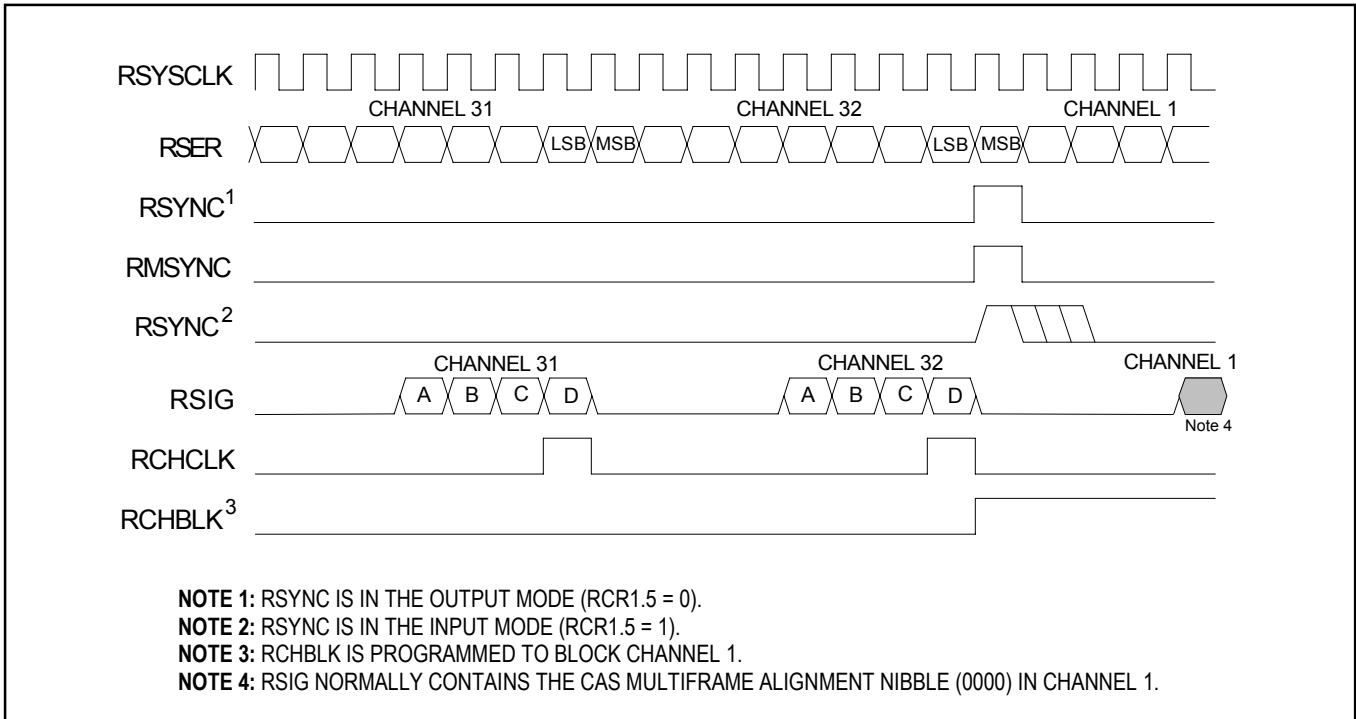 RSYSCLK
CHANNEL 31 CHANNEL 32 CHANNEL 1
RSER LSB MSB LSB MSB
RSYNC1
RMSYNC
RSYNC2
CHANNEL 31 CHANNEL 32 CHANNEL 1
RSIG A B C D A B C D
Note 4
RCHCLK
RCHBLK3
NOTE 1: RSYNC IS IN THE OUTPUT MODE (RCR1.5 = 0).
NOTE 2: RSYNC IS IN THE INPUT MODE (RCR1.5 = 1).
NOTE 3: RCHBLK IS PROGRAMMED TO BLOCK CHANNEL 1.
NOTE 4: RSIG NORMALLY CONTAINS THE CAS MULTIFRAME ALIGNMENT NIBBLE (0000) IN CHANNEL 1.